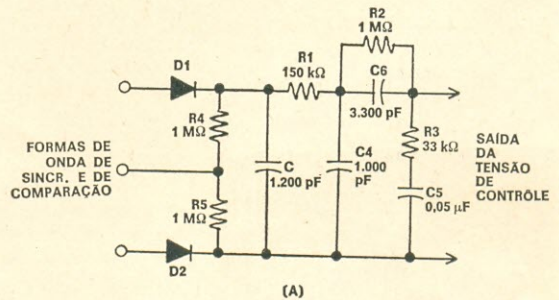 R2
1 MΩ
D1
R1
150 kΩ
C6
3.300 pF
R4
1 MΩ
R3
33 kΩ
FORMAS DE
ONDA DE
SINCR. E DE
COMPARAÇÃO
C
1.200 pF
C4
1.000
pF
SAÍDA
DA
TENSÃO
DE
CONTRÔLE
R5
1 MΩ
C5
0,05 μF
D2
(A)